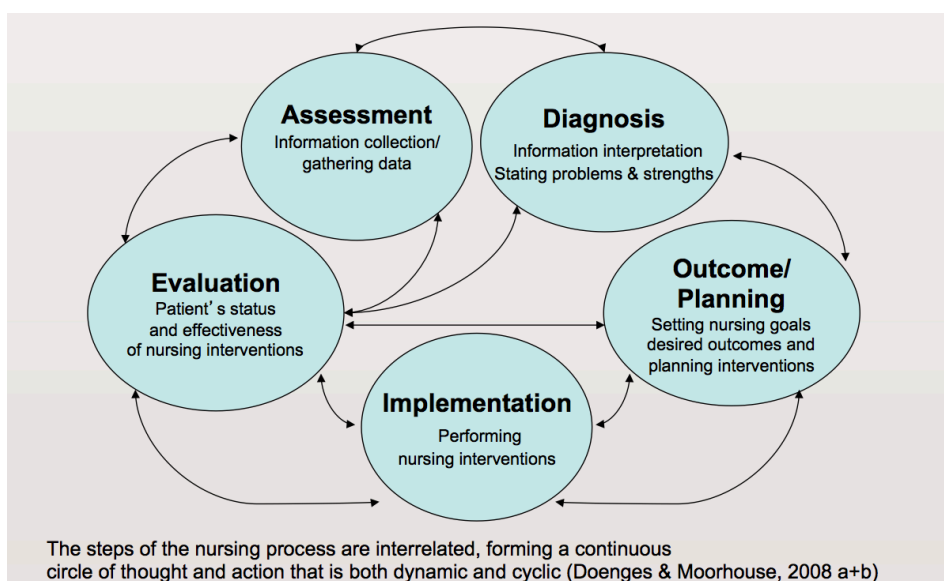 Assessment
Information collection/
gathering data
Diagnosis
Information interpretation
Stating problems & strengths
Evaluation
Patient's status
and effectiveness
of nursing interventions
Outcome/
Planning
Setting nursing goals
desired outcomes and
planning interventions
Implementation
Performing
nursing interventions
The steps of the nursing process are interrelated, forming a continuous
circle of thought and action that is both dynamic and cyclic (Doenges & Moorhouse, 2008 a+b)